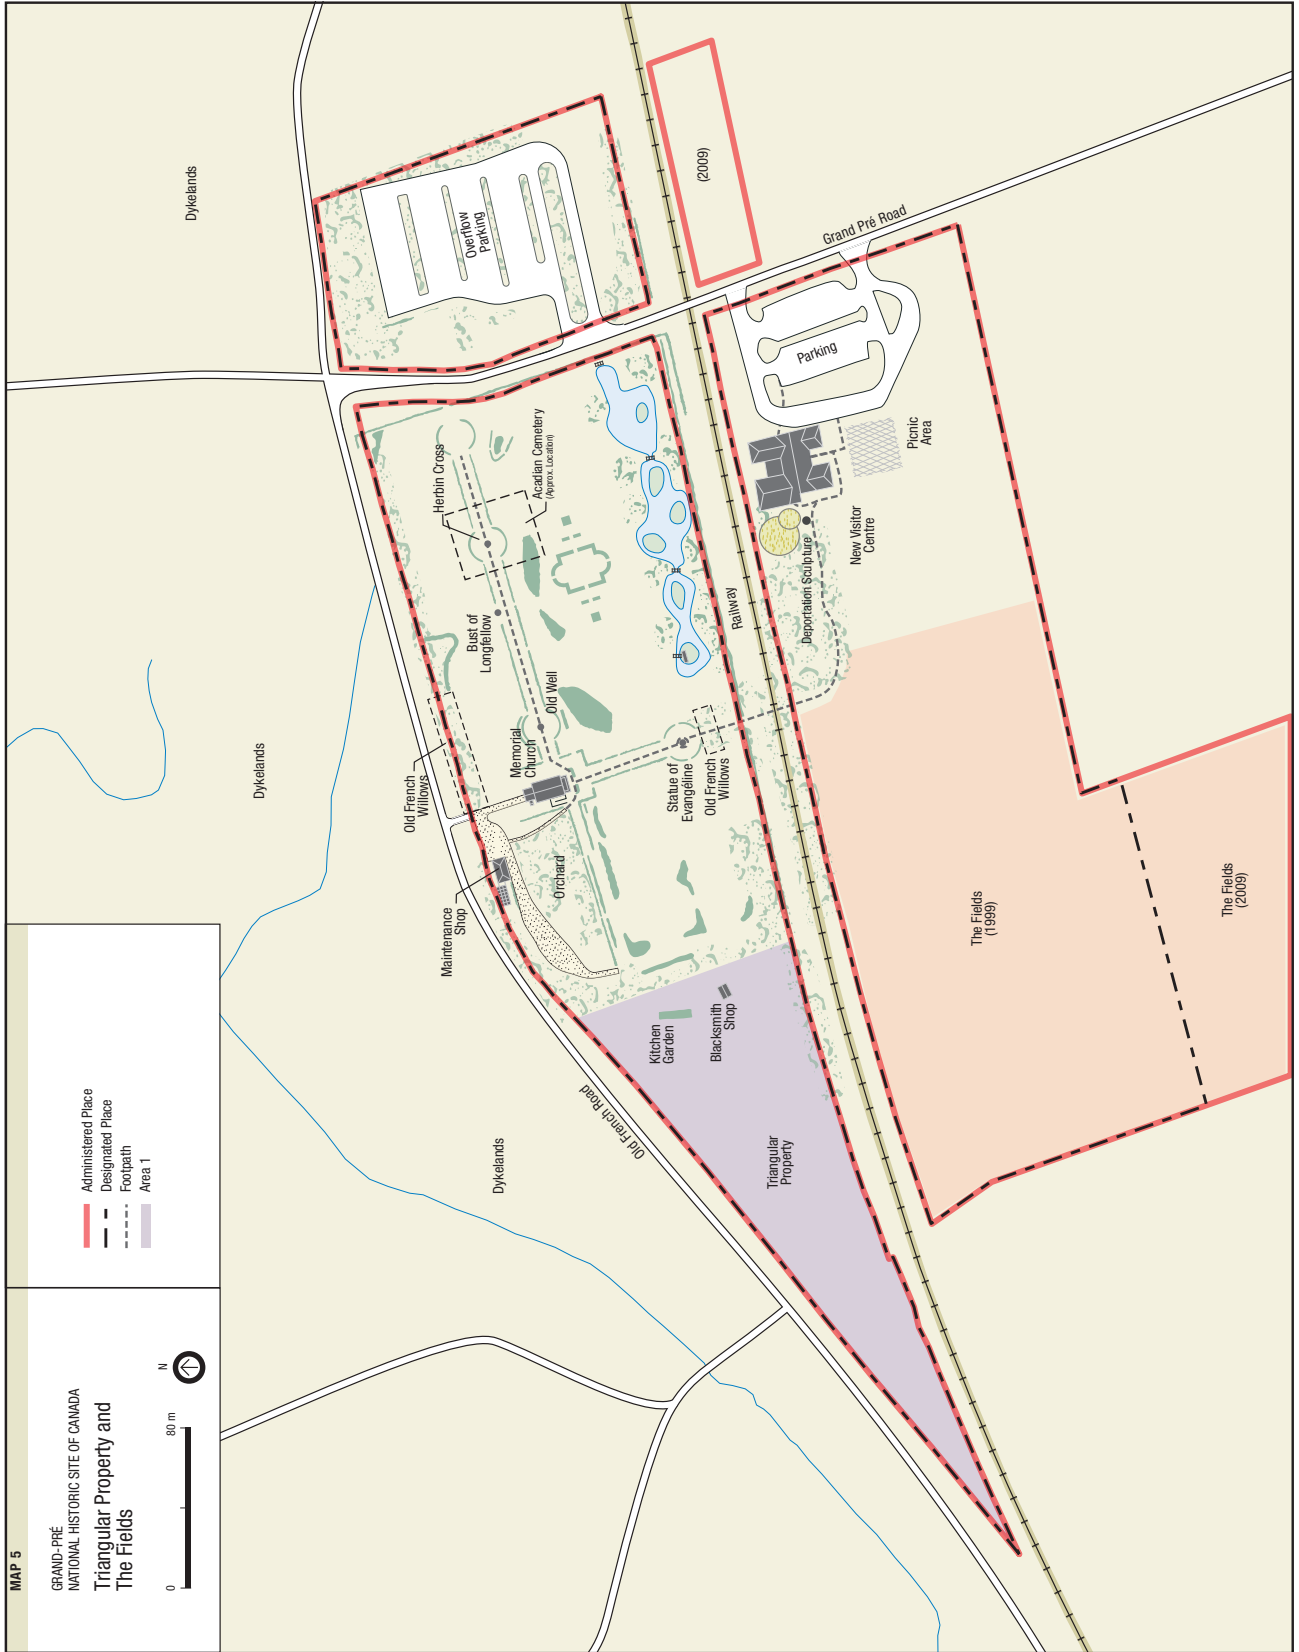 MAP 5
GRAND-PRÉ
NATIONAL HISTORIC SITE OF CANADA
Triangular Property and
The Fields
0
80 m
N
Administered Place
Designated Place
Footpath
Area 1
Dykelands
Dykelands
Dykelands
Old French Road
Maintenance
Shop
Old French
Willows
Memorial
Church
Old Well
Bust of
Longfellow
Herbin Cross
Acadian Cemetery
(Approx. Location)
Overflow
Parking
Orchard
Kitchen
Garden
Blacksmith
Shop
Triangular
Property
Statue of
Evangéline
Old French
Willows
Railway
(2009)
Grand Pré Road
Parking
Picnic
Area
New Visitor
Centre
Deportation Sculpture
The Fields
(1999)
The Fields
(2009)